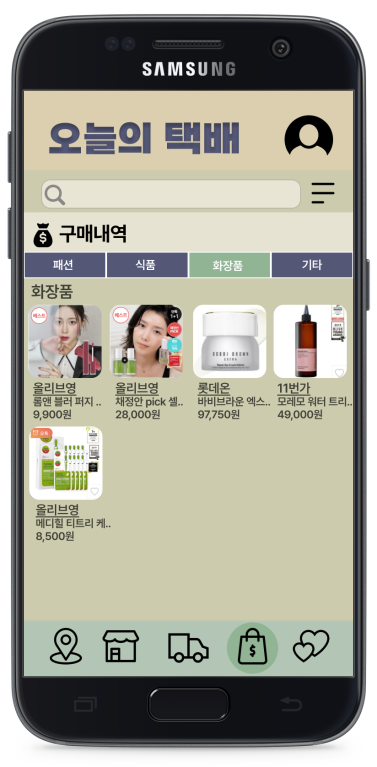 SAMSUNG
오늘의 택배
구매내역
패션 식품 화장품 기타
화장품
베스트 베스트
올리브영 올리브영 롯데온 11번가
롬앤 블러 퍼지 .. 채정안 pick 셀.. 바비브라운 엑스.. 모레모 워터 트리..
9,900원 28,000원 97,750원 49,000원
올리브영
메디힐 티트리 케..
8,500원